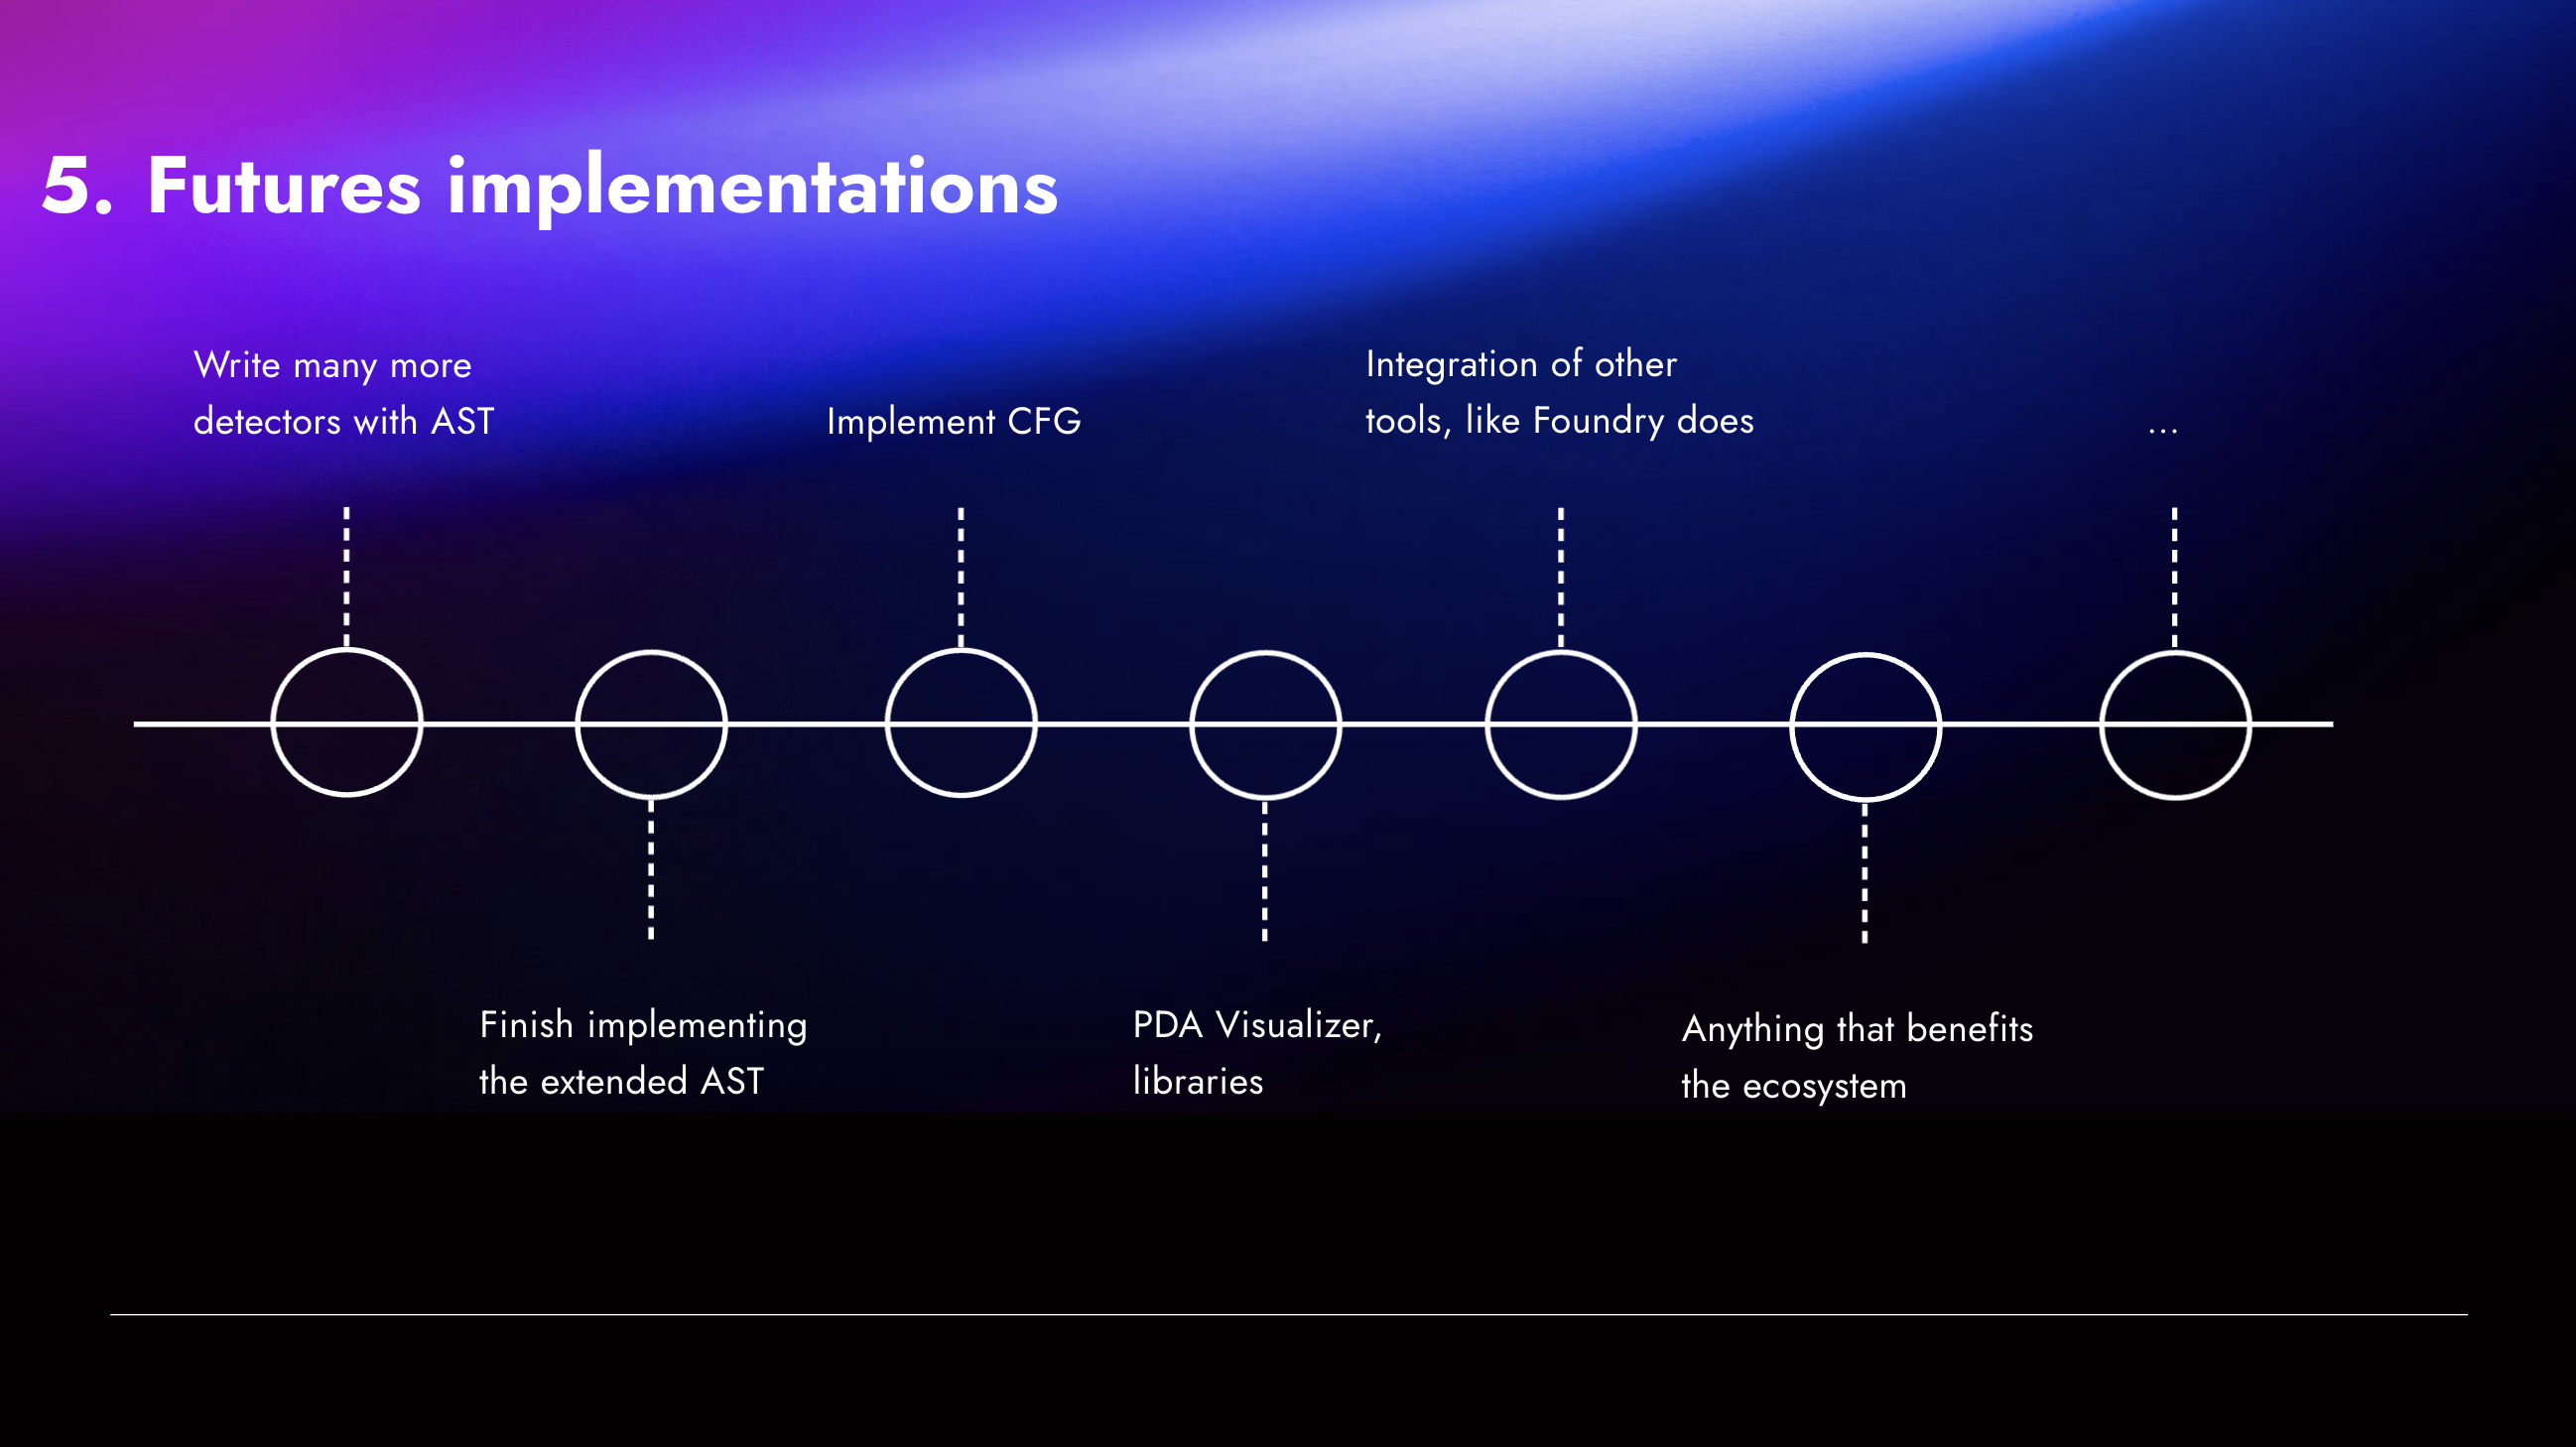 5. Futures implementations
Write many more
detectors with AST
Implement CFG
Integration of other
tools, like Foundry does
...
Finish implementing
the extended AST
PDA Visualizer,
libraries
Anything that benefits
the ecosystem